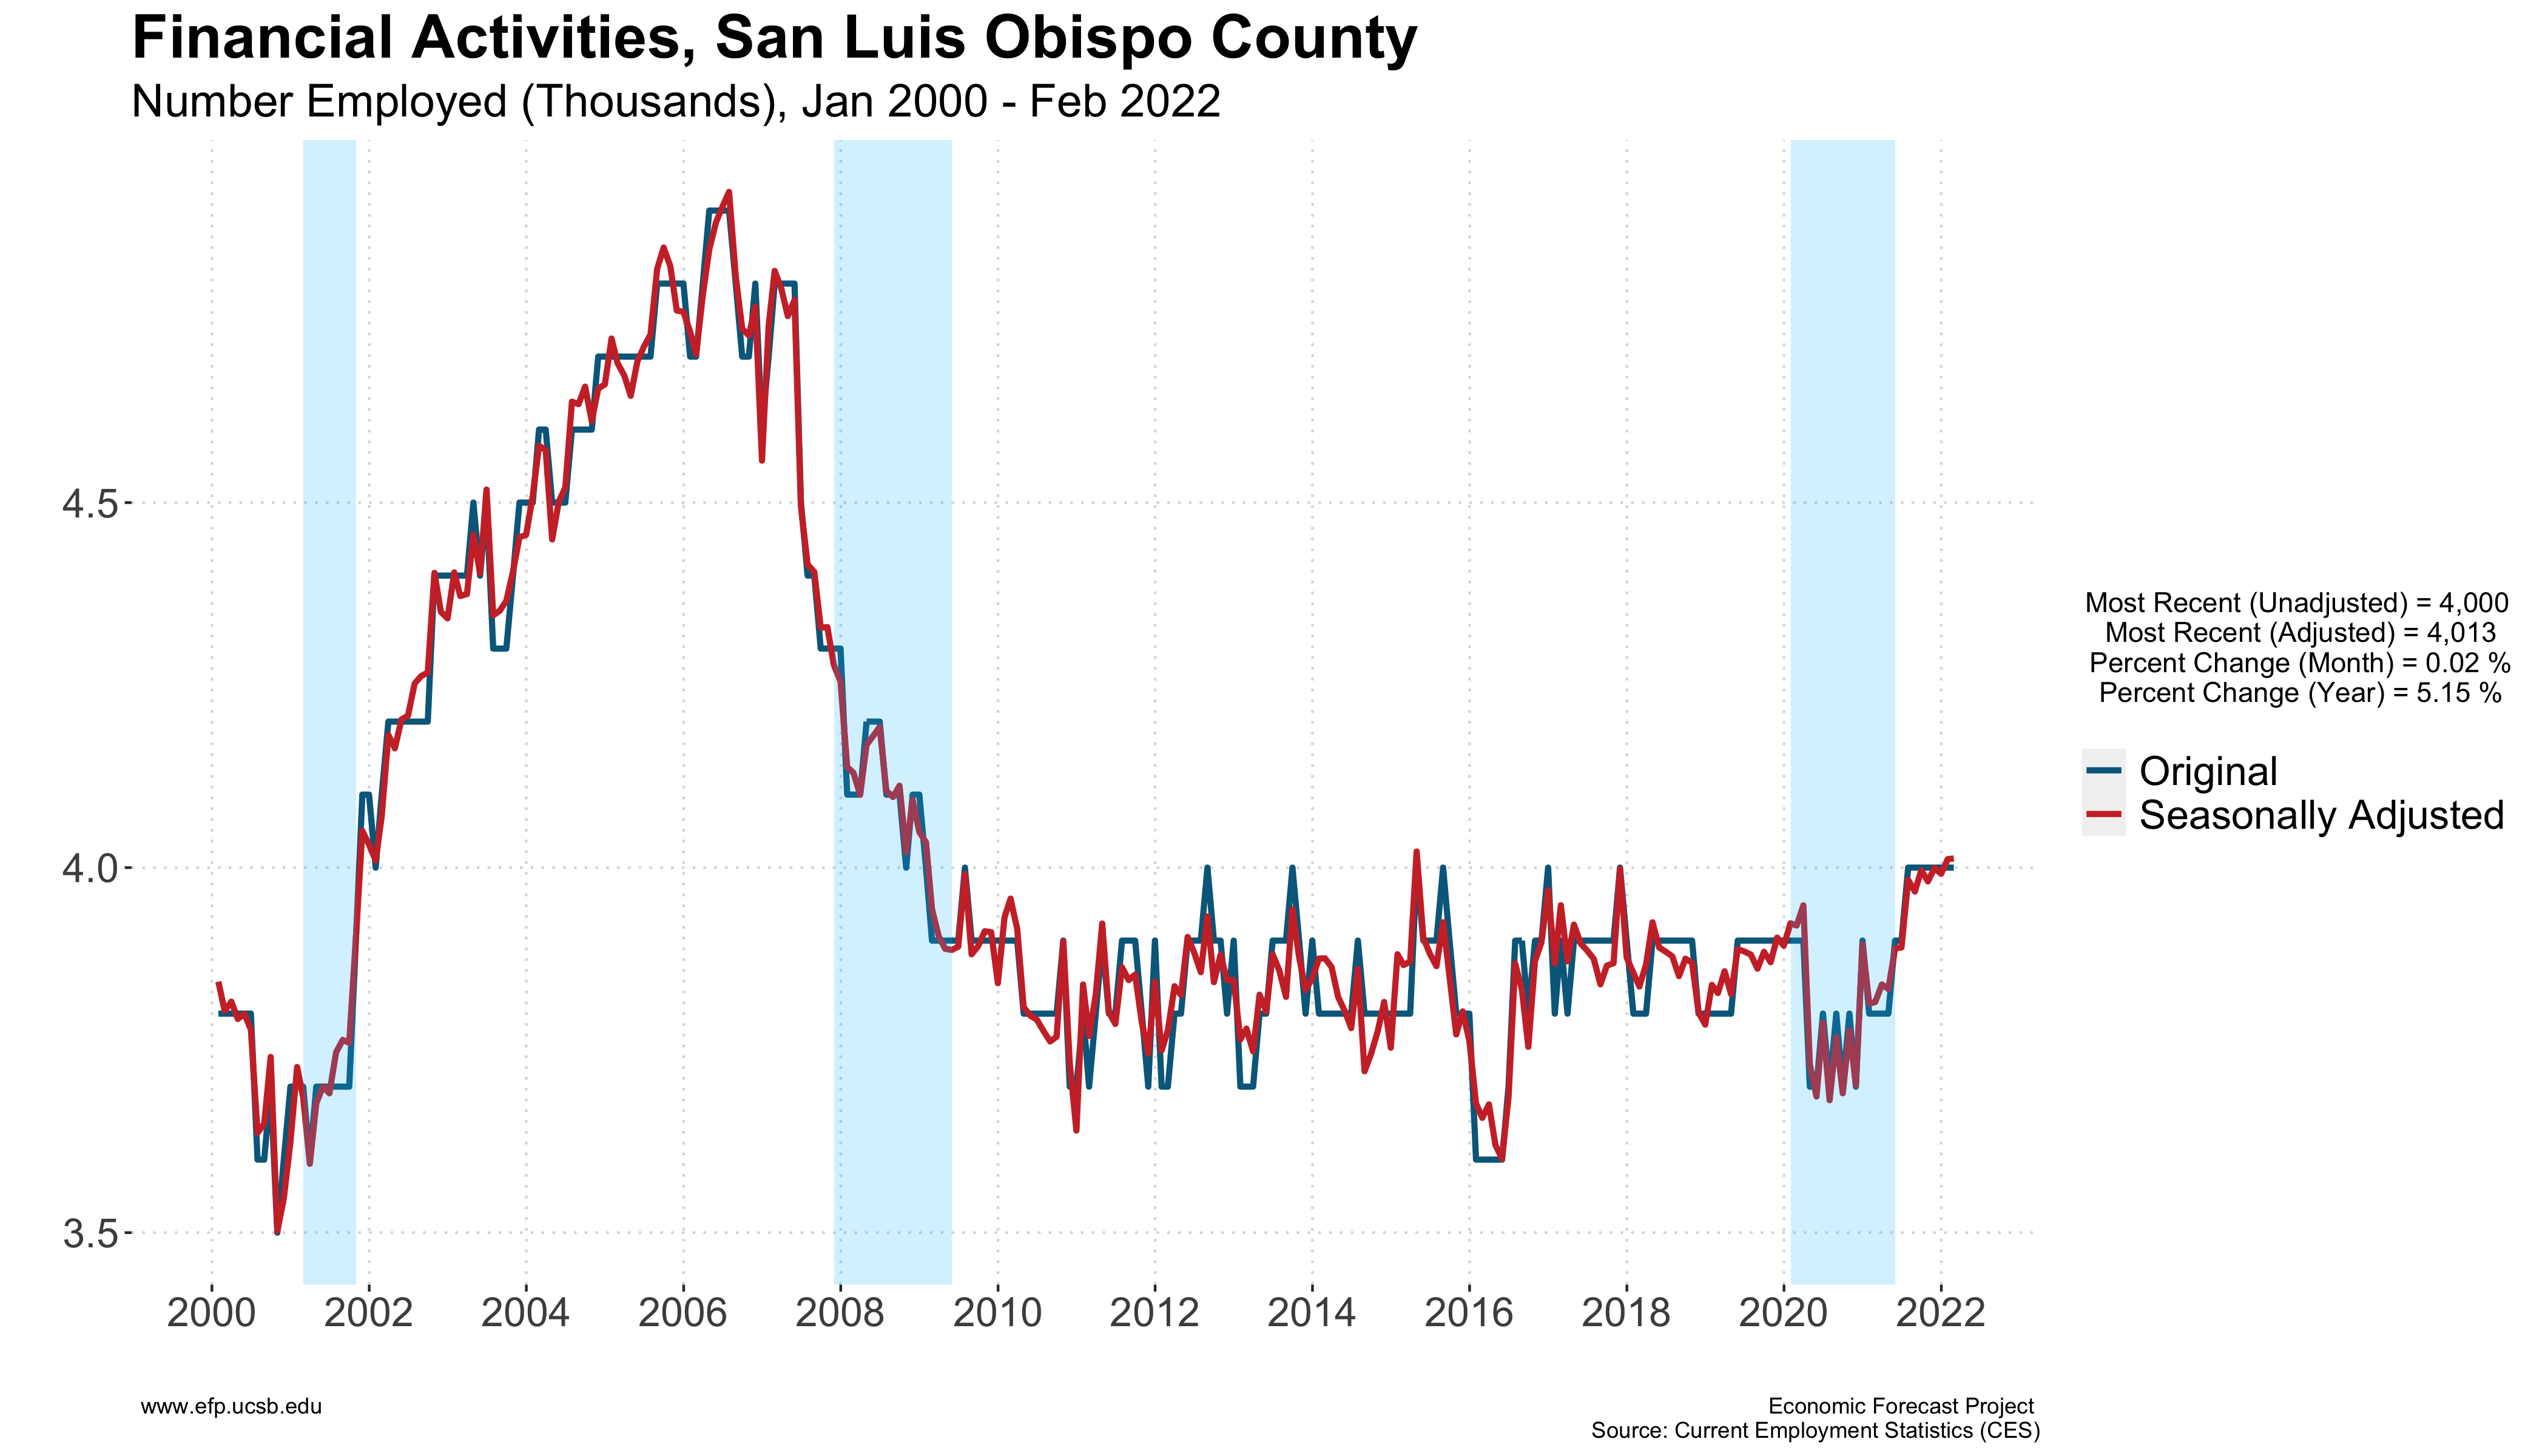 Financial Activities, San Luis Obispo County
Number Employed (Thousands), Jan 2000 - Feb 2022
4.5
4.0
3.5
2000 2002 2004 2006 2008 2010 2012 2014 2016 2018 2020 2022
Most Recent (Unadjusted) = 4,000
Most Recent (Adjusted) = 4,013
Percent Change (Month) = 0.02 %
Percent Change (Year) = 5.15 %
Original
Seasonally Adjusted
www.efp.ucsb.edu
Economic Forecast Project
Source: Current Employment Statistics (CES)